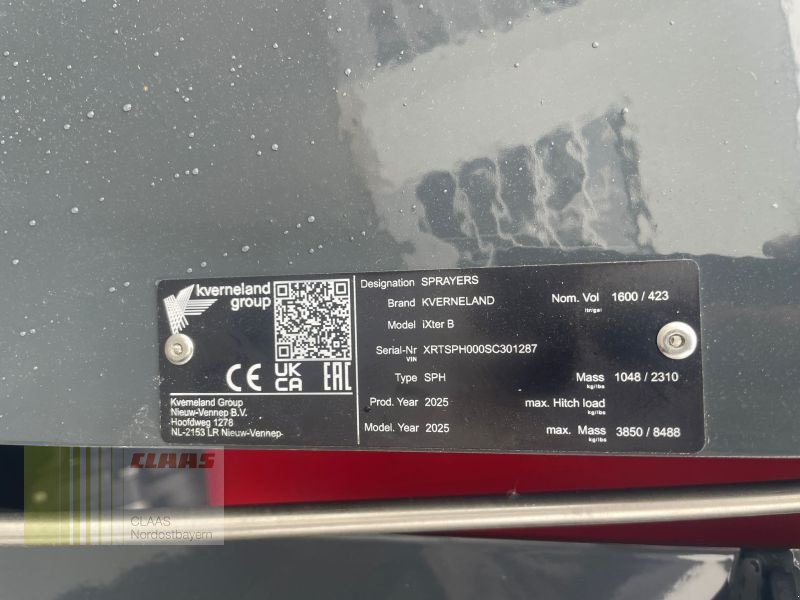 kverneland
group
CE UK
CA EAC
Kverneland Group
Nieuw-Vennep B.V.
Hoofdweg 1278
NL-2153 LR Nieuw-Vennep
Designation SPRAYERS
Brand KVERNELAND Nom. Vol 1600 / 423
ltr/gal
Model iXter B
Serial-Nr XRTSPH000SC301287
VIN
Type SPH Mass 1048 / 2310
kg/lbs
Prod. Year 2025 max. Hitch load
kg/lbs
Model. Year 2025 max. Mass 3850 / 8488
kg/lbs
CLAAS
CLAAS
Nordostbayern